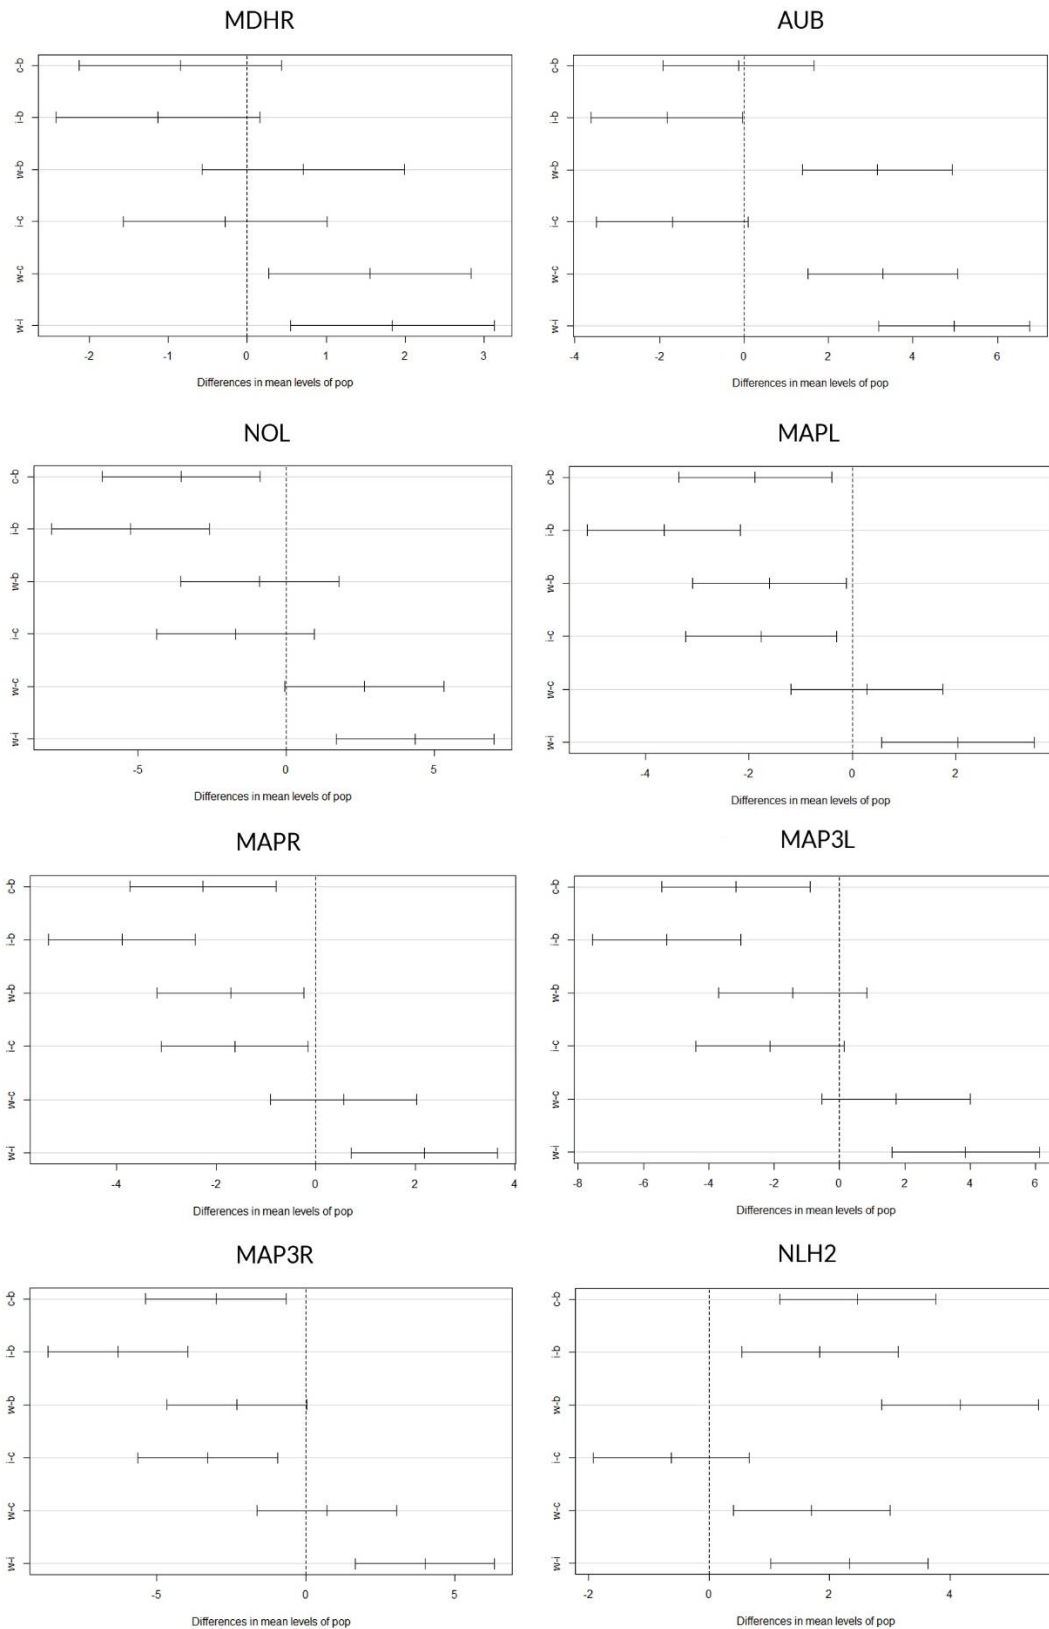 MDHR
c-b
i-b
w-b
i-c
w-c
w-i
-2 -1 0 1 2 3
Differences in mean levels of pop
AUB
c-b
i-b
w-b
i-c
w-c
w-i
-4 -2 0 2 4 6
Differences in mean levels of pop
NOL
c-b
i-b
w-b
i-c
w-c
w-i
-5 0 5
Differences in mean levels of pop
MAPL
c-b
i-b
w-b
i-c
w-c
w-i
-4 -2 0 2
Differences in mean levels of pop
MAPR
c-b
i-b
w-b
i-c
w-c
w-i
-4 -2 0 2 4
Differences in mean levels of pop
MAP3L
c-b
i-b
w-b
i-c
w-c
w-i
-8 -6 -4 -2 0 2 4 6
Differences in mean levels of pop
MAP3R
c-b
i-b
w-b
i-c
w-c
w-i
-5 0 5
Differences in mean levels of pop
NLH2
c-b
i-b
w-b
i-c
w-c
w-i
-2 0 2 4
Differences in mean levels of pop